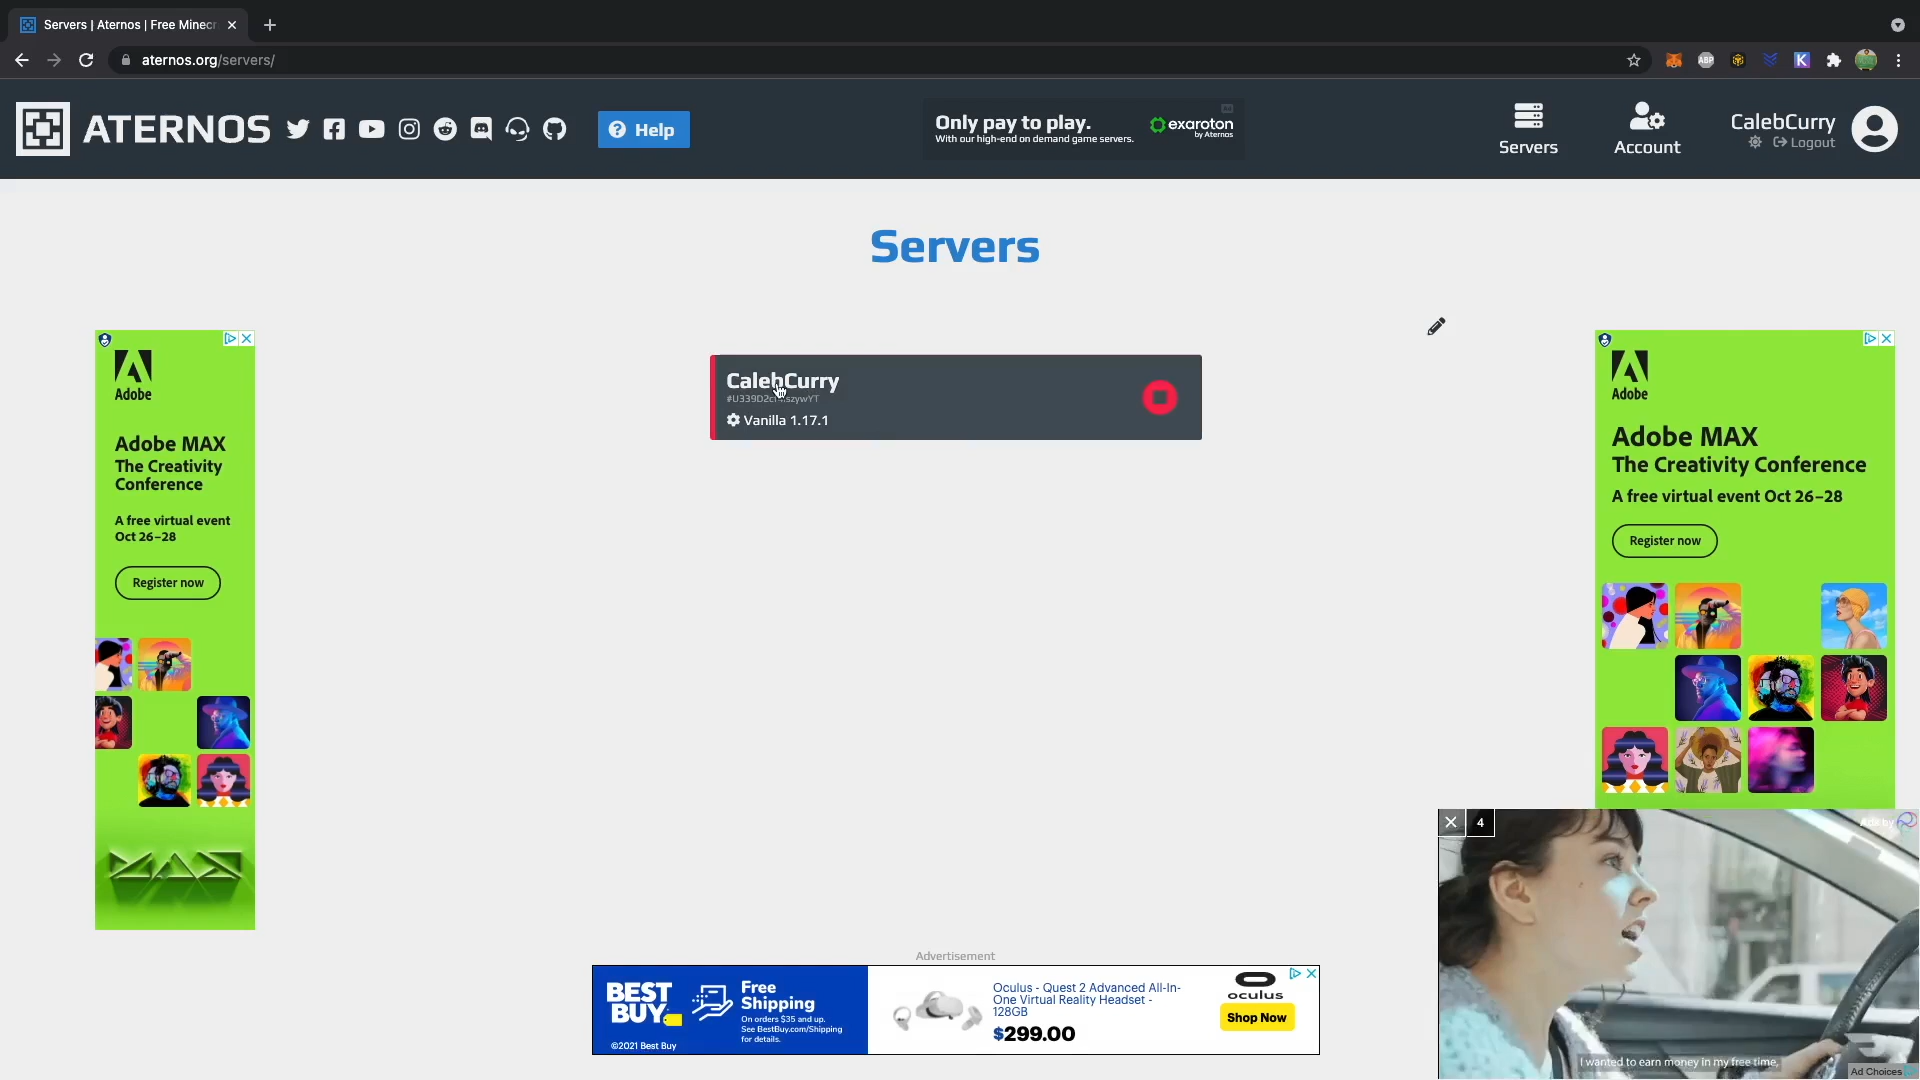 Servers | Aternos | Free Minecr
aternos.org/servers/
ABP
K
ATERNOS
Help
Only pay to play.
With our high-end on demand game servers.
exaroton
by Aternos
Ad
Servers
Account
CalebCurry
Logout
Servers
Adobe
Adobe MAX
The Creativity
Conference
A free virtual event
Oct 26–28
Register now
MAX
CalebCurry
Vanilla 1.17.1
Adobe
Adobe MAX
The Creativity Conference
A free virtual event Oct 26–28
Register now
4
Ads by
I wanted to earn money in my free time,
Ad Choices
Advertisement
BEST
BUY
Free
Shipping
On orders $35 and up.
See BestBuy.com/Shipping
for details.
©2021 Best Buy
Oculus - Quest 2 Advanced All-In-
One Virtual Reality Headset -
128GB
$299.00
oculus
Shop Now